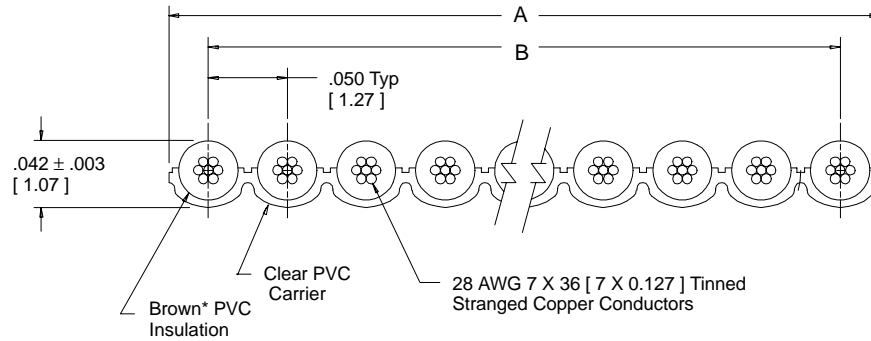 A
B
.050 Typ
[ 1.27 ]
.042 ± .003
[ 1.07 ]
Clear PVC
Carrier
Brown* PVC
Insulation
28 AWG 7 X 36 [ 7 X 0.127 ] Tinned
Stranged Copper Conductors